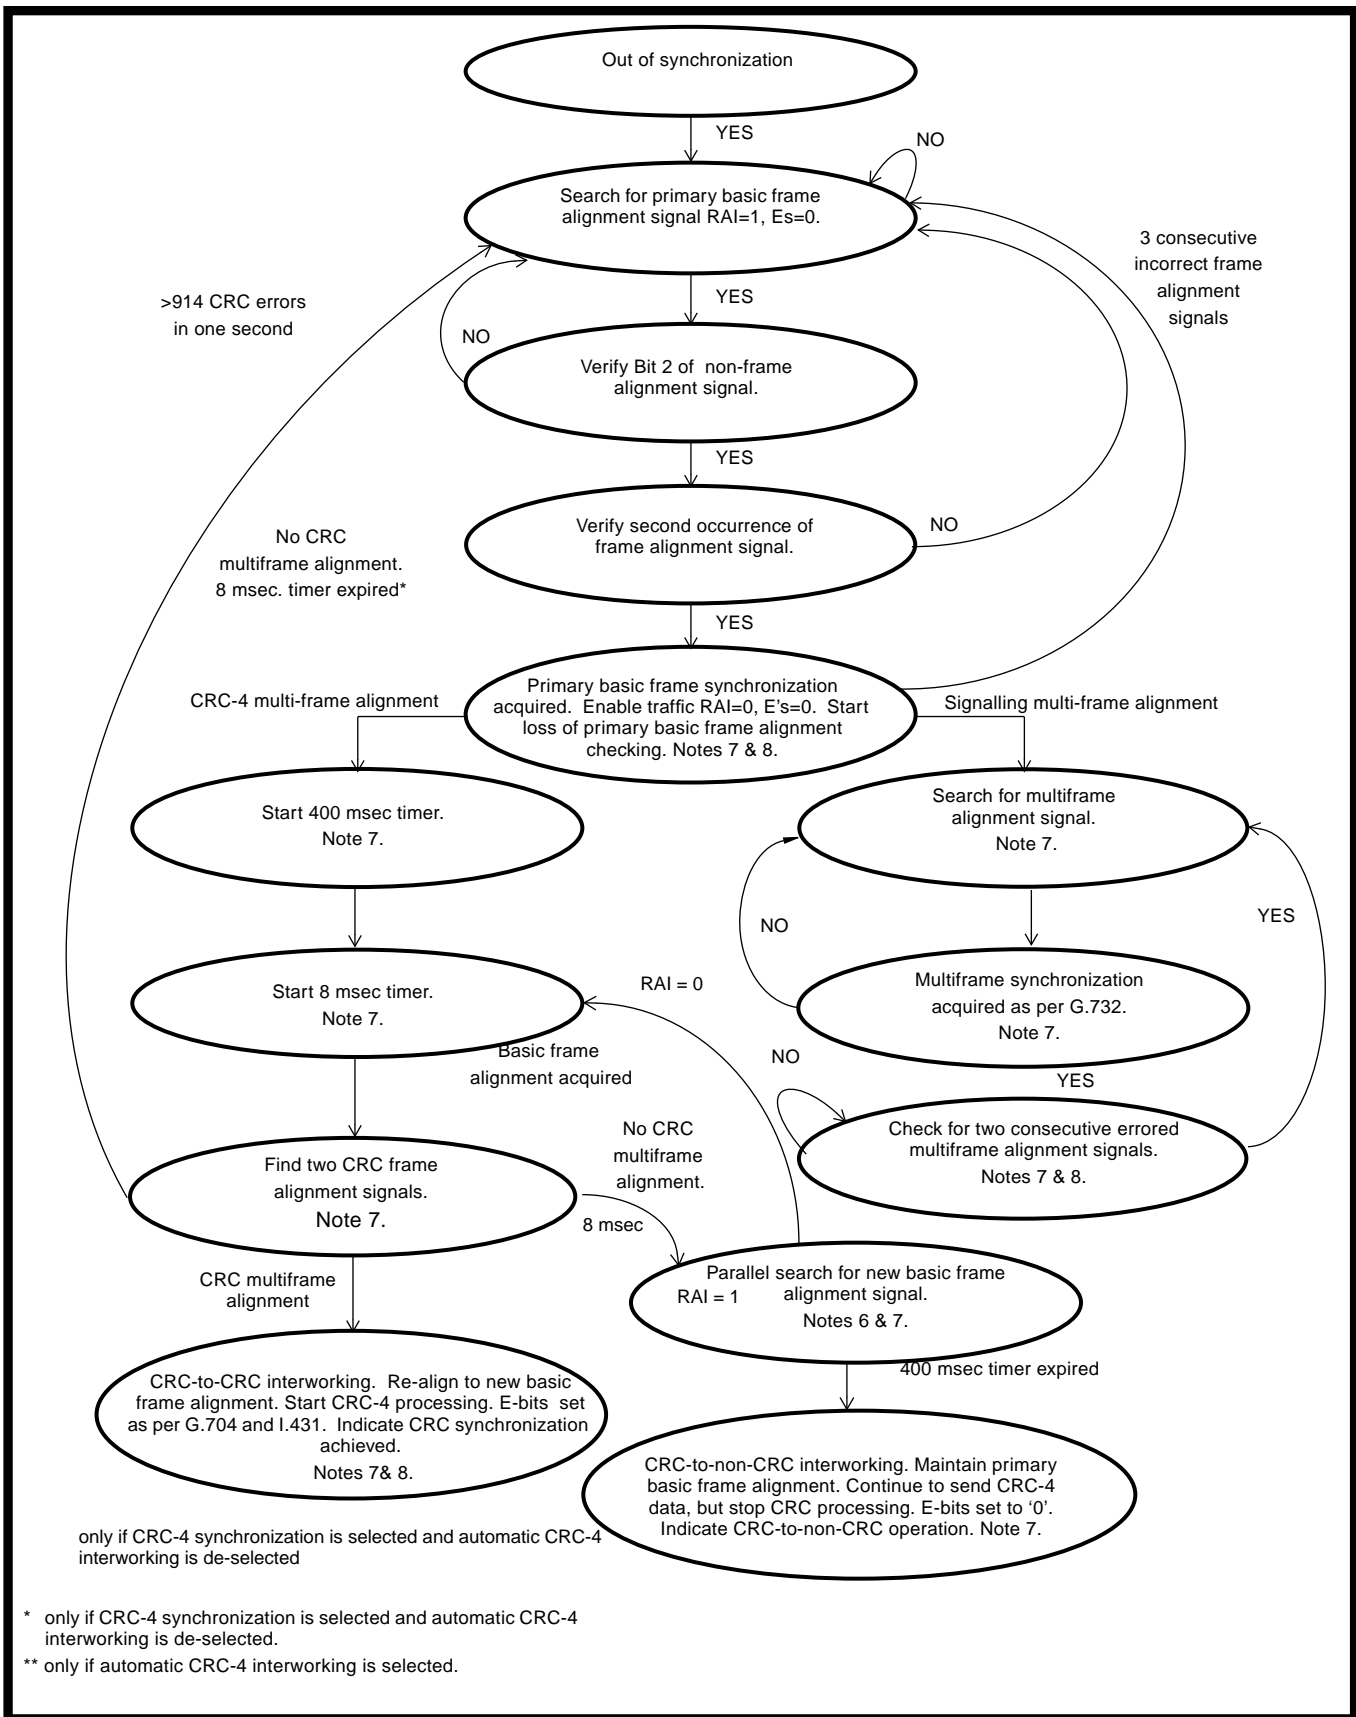 Out of synchronization
YES
NO
Search for primary basic frame
alignment signal RAI=1, Es=0.
3 consecutive
incorrect frame
alignment
signals
>914 CRC errors
in one second
YES
NO
Verify Bit 2 of non-frame
alignment signal.
YES
Verify second occurrence of
frame alignment signal.
NO
No CRC
multiframe alignment.
8 msec. timer expired*
YES
CRC-4 multi-frame alignment
Primary basic frame synchronization
acquired. Enable traffic RAI=0, E's=0. Start
loss of primary basic frame alignment
checking. Notes 7 & 8.
Signalling multi-frame alignment
Start 400 msec timer.
Note 7.
Search for multiframe
alignment signal.
Note 7.
NO
YES
Start 8 msec timer.
Note 7.
RAI = 0
Multiframe synchronization
acquired as per G.732.
Note 7.
Basic frame
alignment acquired
NO
YES
No CRC
multiframe
alignment.
Check for two consecutive errored
multiframe alignment signals.
Notes 7 & 8.
Find two CRC frame
alignment signals.
Note 7.
8 msec
CRC multiframe
alignment
Parallel search for new basic frame
RAI = 1 alignment signal.
Notes 6 & 7.
400 msec timer expired
CRC-to-CRC interworking. Re-align to new basic
frame alignment. Start CRC-4 processing. E-bits set
as per G.704 and I.431. Indicate CRC synchronization
achieved.
Notes 7& 8.
CRC-to-non-CRC interworking. Maintain primary
basic frame alignment. Continue to send CRC-4
data, but stop CRC processing. E-bits set to ‘0’.
Indicate CRC-to-non-CRC operation. Note 7.
only if CRC-4 synchronization is selected and automatic CRC-4
interworking is de-selected
* only if CRC-4 synchronization is selected and automatic CRC-4
interworking is de-selected.
** only if automatic CRC-4 interworking is selected.